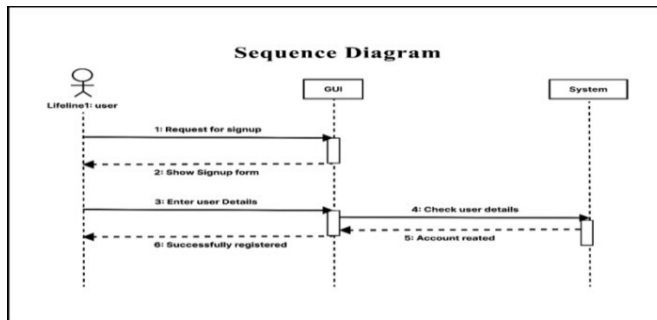 Sequence Diagram
GUI
System
Lifeline1: user
1: Request for signup
2: Show Signup form
3: Enter user Details
4: Check user details
5: Account reated
6: Successfully registered